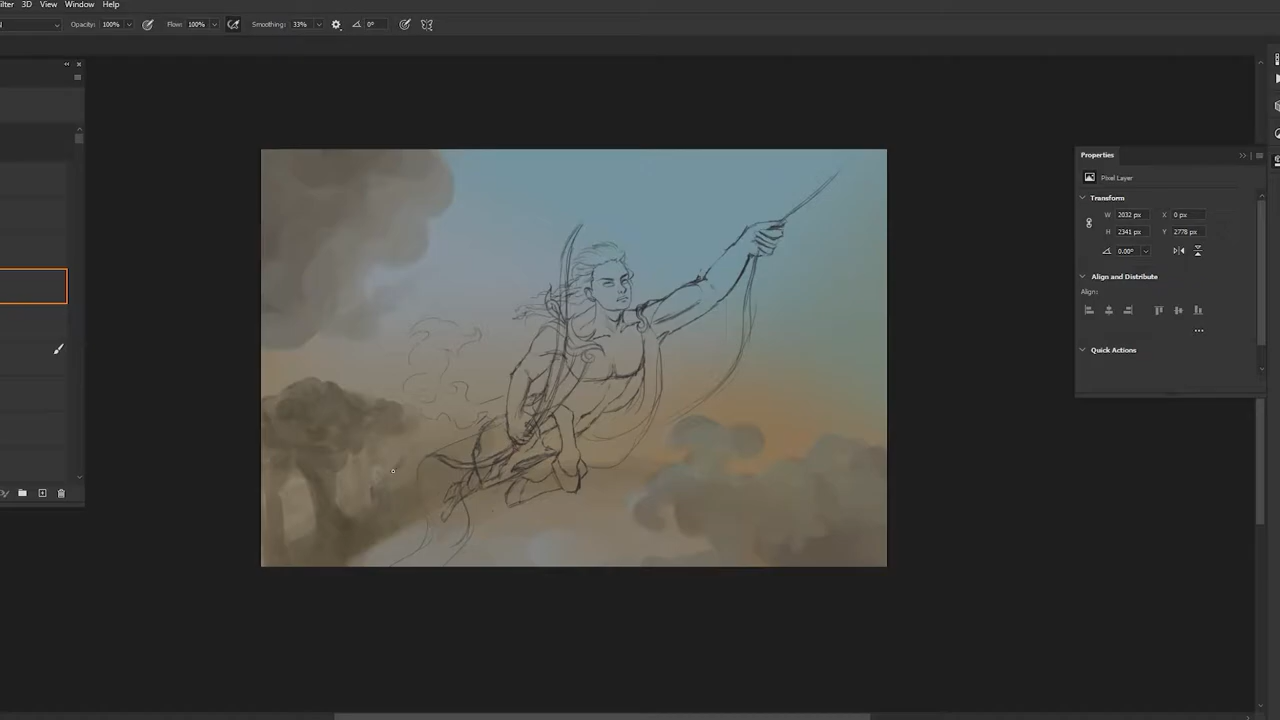 ilter 3D View Window Help
Opacity: 100% Flow: 100% Smoothing: 33% 0°
Properties
Pixel Layer
Transform
W 2032 px X 0 px
H 2341 px Y 2778 px
0.00°
Align and Distribute
Align:
Quick Actions